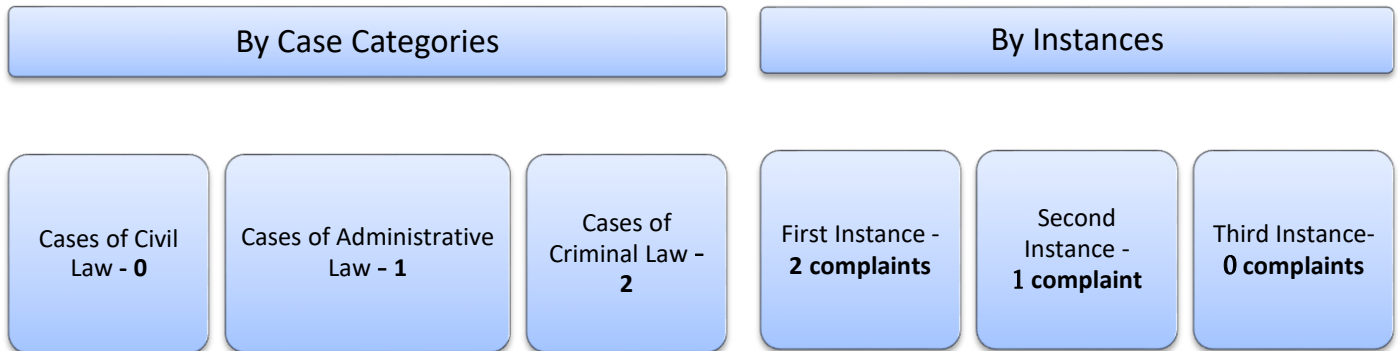 By Case Categories
By Instances
Cases of Civil
Law - 0
Cases of Administrative
Law – 1
Cases of
Criminal Law –
2
First Instance -
2 complaints
Second
Instance -
1 complaint
Third Instance-
0 complaints